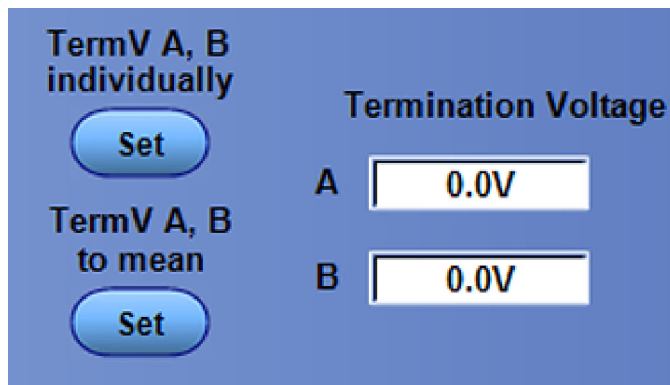 TermV A, B
individually
Set
TermV A, B
to mean
Set
Termination Voltage
A 0.0V
B 0.0V